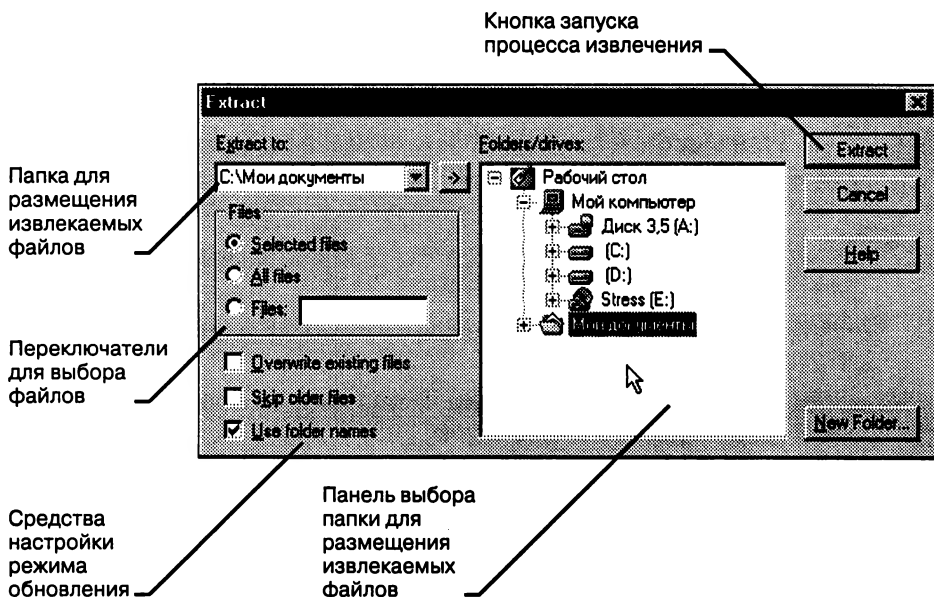 Кнопка запуска
процесса извлечения
Extract
Extract to:
Folders/drives:
C:\Мои документы
->
Files
Selected files
All files
Files:
Overwrite existing files
Skip older files
Use folder names
Рабочий стол
Мой компьютер
Диск 3,5 (A:)
(C:)
(D:)
Stress (E:)
Мои документы
Extract
Cancel
Help
New Folder...
Папка для
размещения
извлекаемых
файлов
Переключатели
для выбора
файлов
Средства
настройки
режима
обновления
Панель выбора
папки для
размещения
извлекаемых
файлов